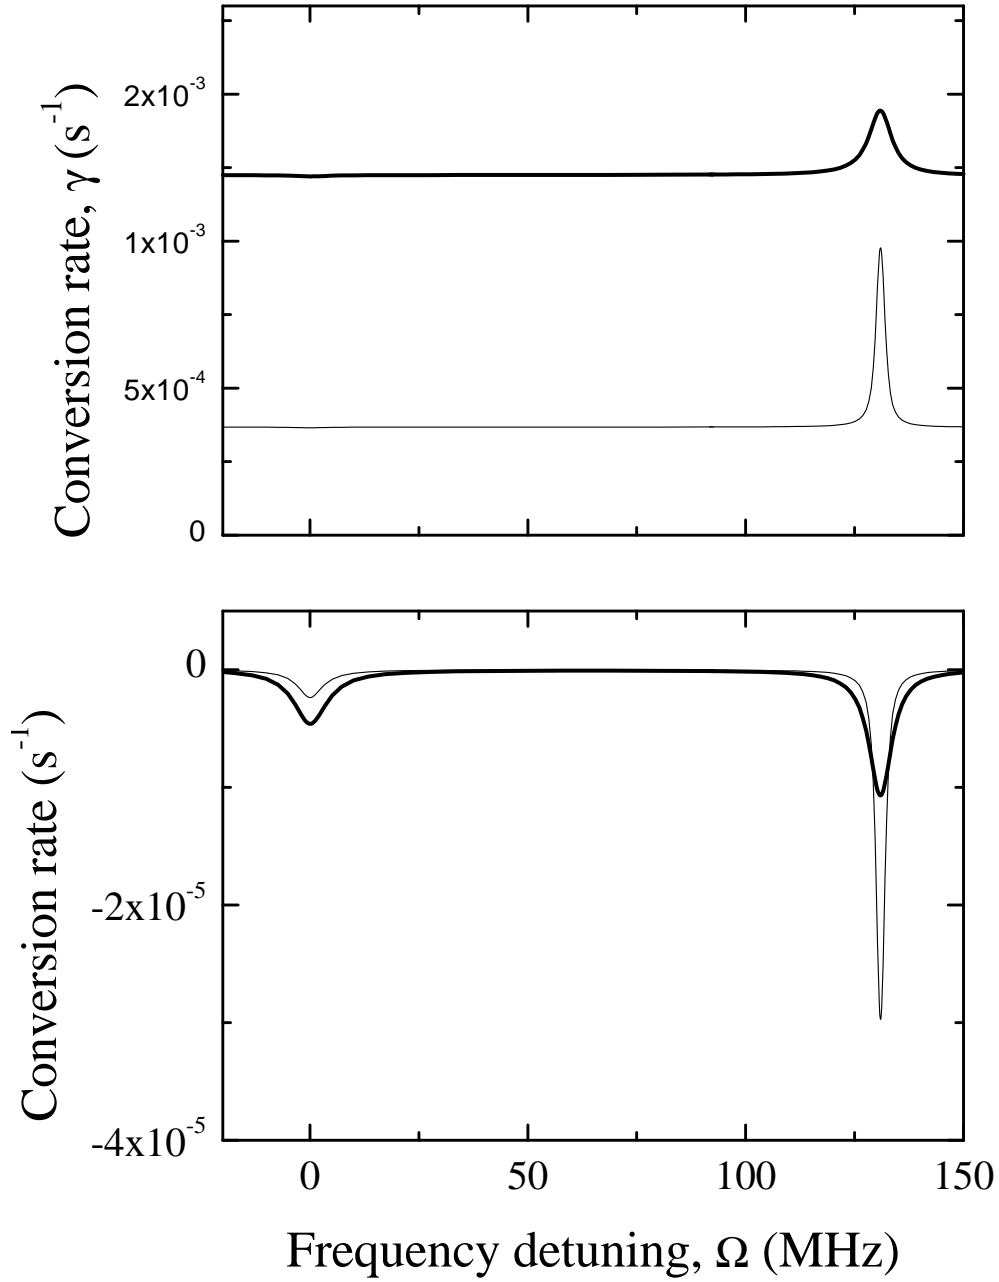 Conversion rate, γ (s⁻¹)
2x10⁻³
1x10⁻³
5x10⁻⁴
0
Conversion rate (s⁻¹)
0
-2x10⁻⁵
-4x10⁻⁵
0 50 100 150
Frequency detuning, Ω (MHz)